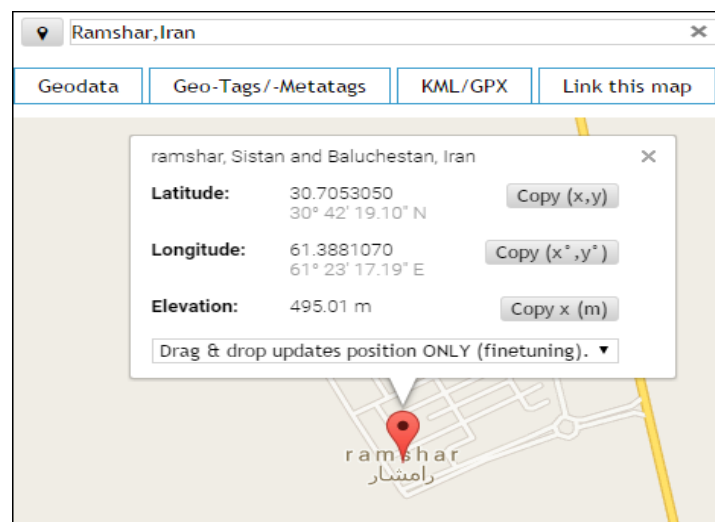 Ramshar,Iran
Geodata Geo-Tags/-Metatags KML/GPX Link this map
ramshar, Sistan and Baluchestan, Iran
Latitude: 30.7053050 Copy (x,y)
30° 42' 19.10" N
Longitude: 61.3881070 Copy (x°,y°)
61° 23' 17.19" E
Elevation: 495.01 m Copy x (m)
Drag & drop updates position ONLY (finetuning).
ramshar
رامشار